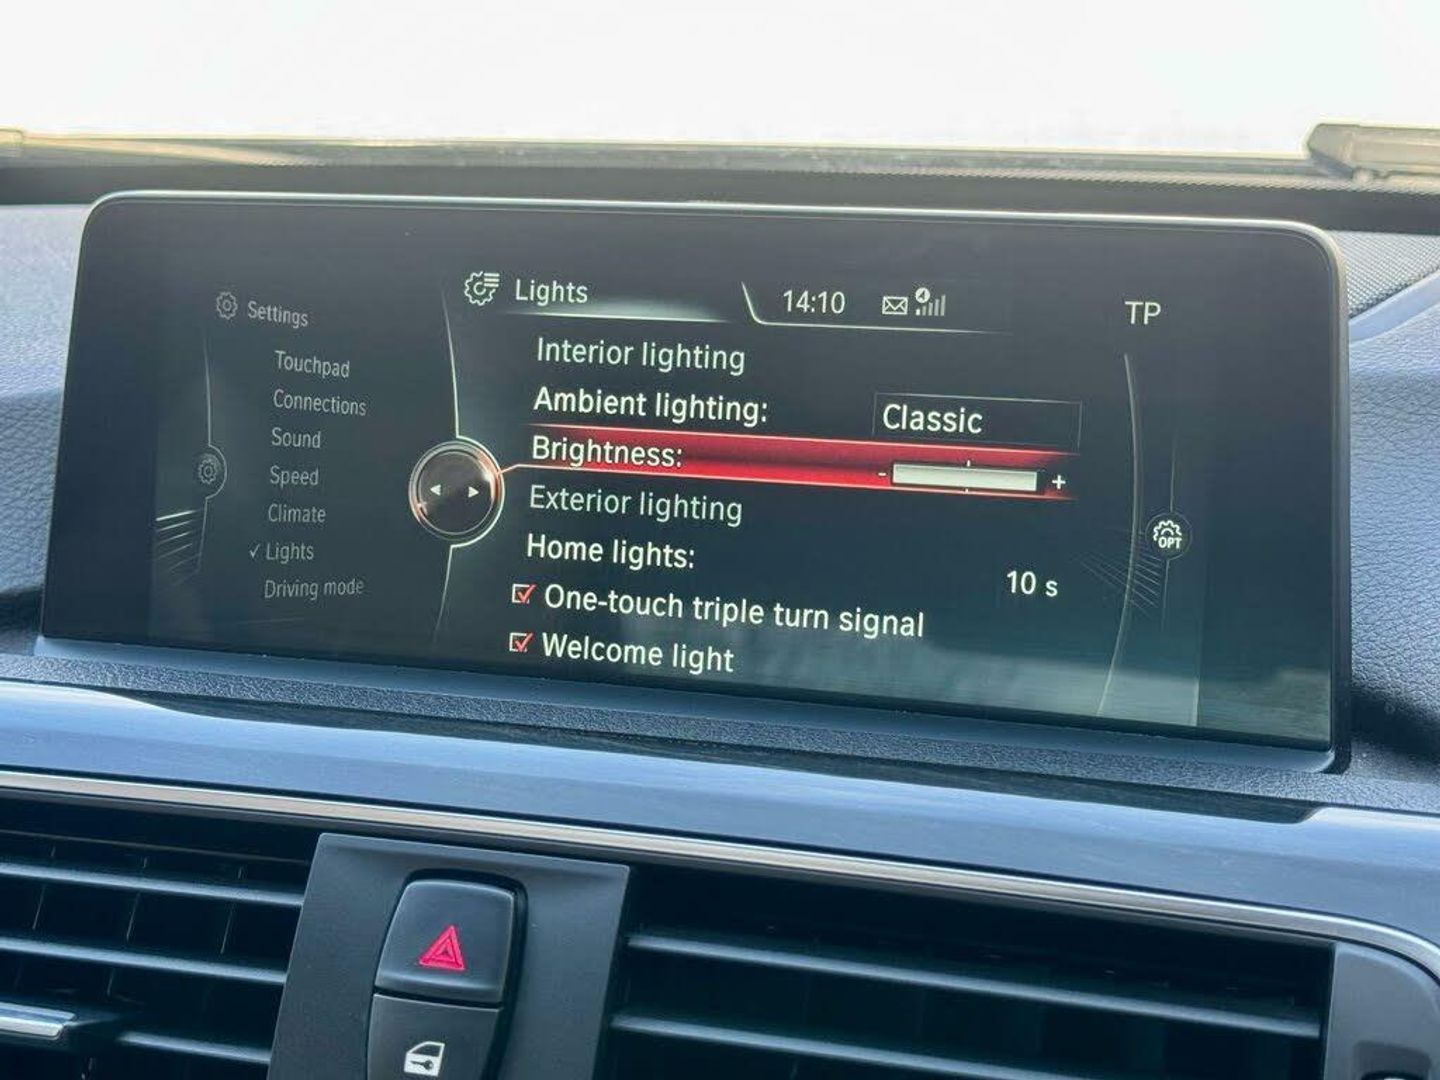 Settings
Touchpad
Connections
Sound
Speed
Climate
✓ Lights
Driving mode
Lights
14:10
TP
Interior lighting
Ambient lighting: Classic
Brightness: - +
Exterior lighting
Home lights: 10 s
One-touch triple turn signal
Welcome light
OPT